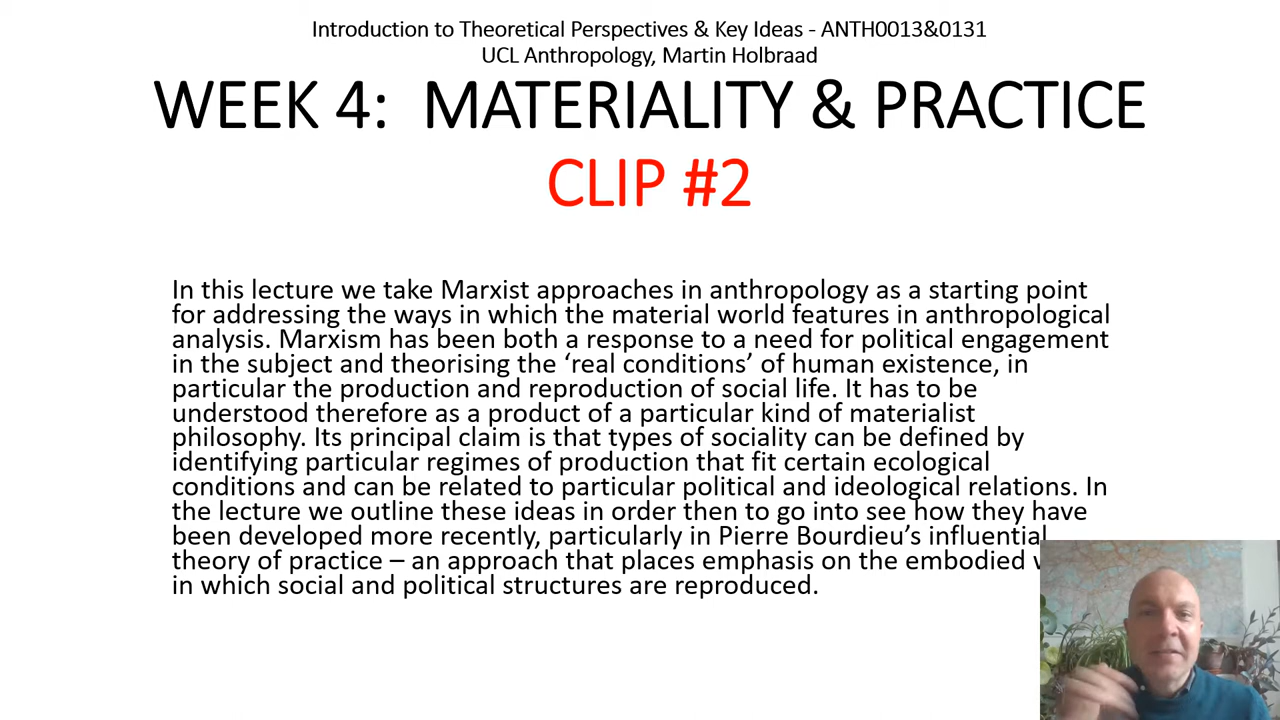 Introduction to Theoretical Perspectives & Key Ideas - ANTH0013&0131
UCL Anthropology, Martin Holbraad
WEEK 4: MATERIALITY & PRACTICE
CLIP #2
In this lecture we take Marxist approaches in anthropology as a starting point
for addressing the ways in which the material world features in anthropological
analysis. Marxism has been both a response to a need for political engagement
in the subject and theorising the ‘real conditions’ of human existence, in
particular the production and reproduction of social life. It has to be
understood therefore as a product of a particular kind of materialist
philosophy. Its principal claim is that types of sociality can be defined by
identifying particular regimes of production that fit certain ecological
conditions and can be related to particular political and ideological relations. In
the lecture we outline these ideas in order then to go into see how they have
been developed more recently, particularly in Pierre Bourdieu’s influential
theory of practice – an approach that places emphasis on the embodied
in which social and political structures are reproduced.